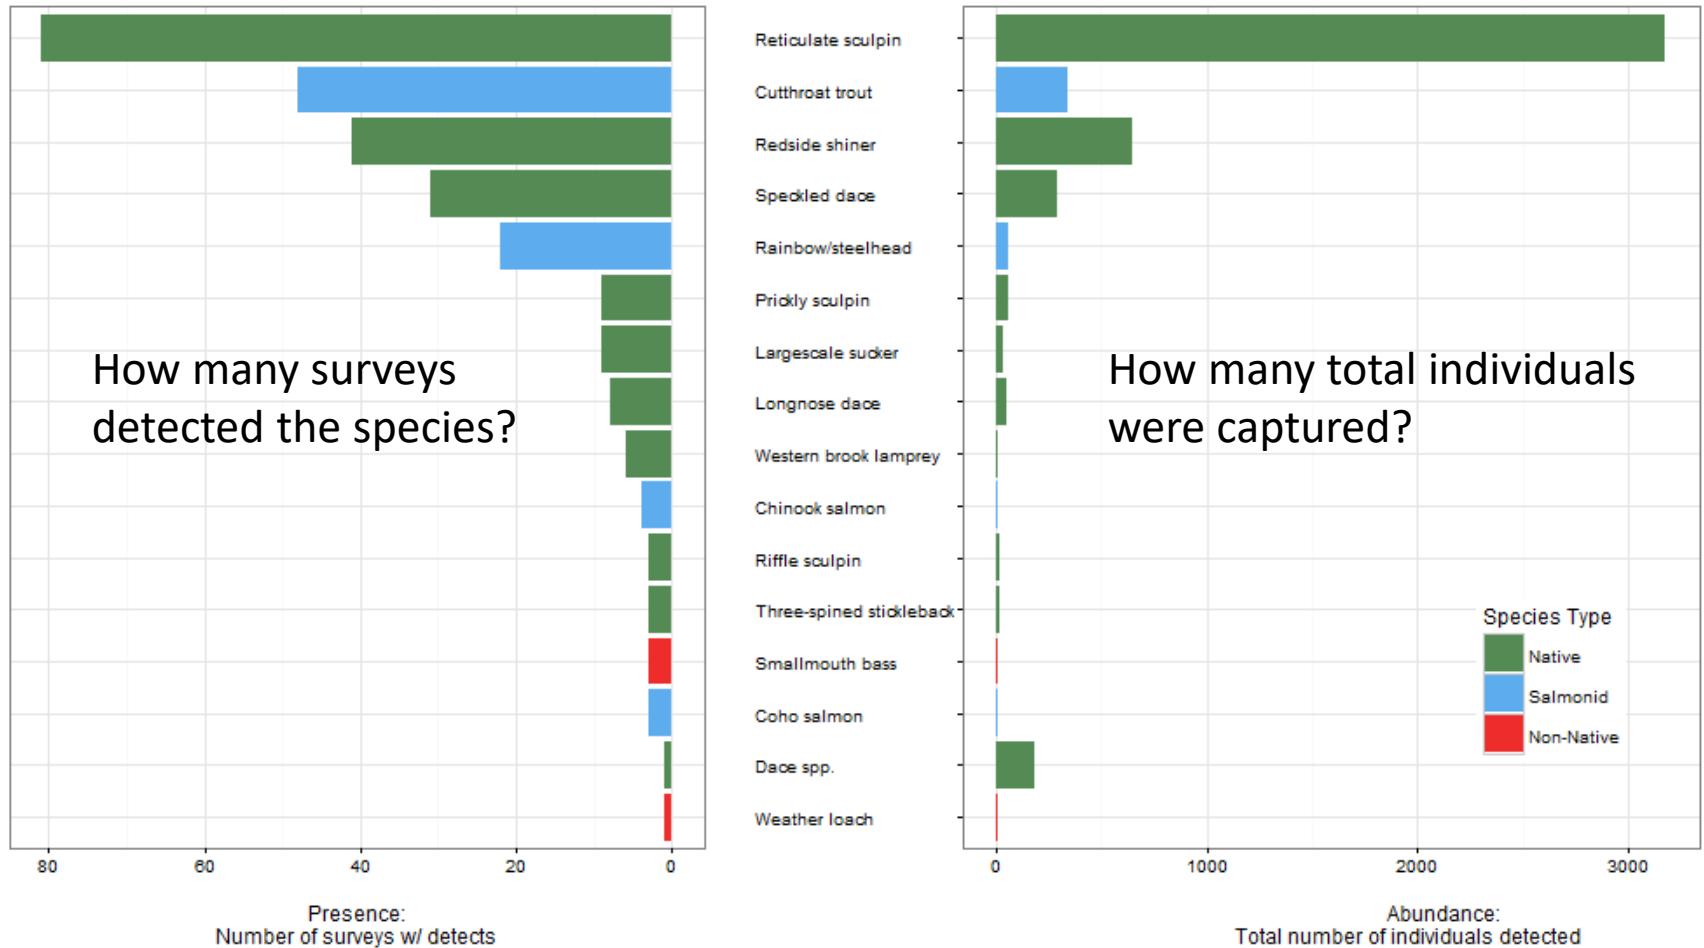 Reticulate sculpin
Cutthroat trout
Redside shiner
Speckled dace
Rainbow/steelhead
Prickly sculpin
Largescale sucker
Longnose dace
Western brook lamprey
Chinook salmon
Riffle sculpin
Three-spined stickleback
Smallmouth bass
Coho salmon
Dace spp.
Weather loach
How many surveys
detected the species?
How many total individuals
were captured?
Species Type
Native
Salmonid
Non-Native
80 60 40 20 0
0 1000 2000 3000
Presence:
Number of surveys w/ detects
Abundance:
Total number of individuals detected